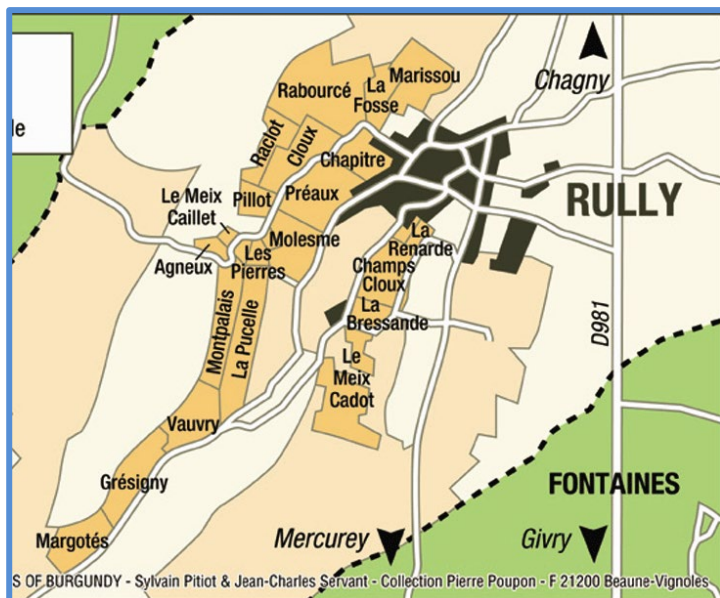 le
Chagny
Marissou
La
Fosse
Rabourcé
Raclot
Cloux
Chapitre
Le Meix
Caillet
Pillot
Préaux
RULLY
Agneux
Les
Pierres
Molesme
La
Renarde
Champs
Cloux
Montpalais
La Pucelle
La
Bressande
D981
Le
Meix
Cadot
Vauvry
Grésigny
FONTAINES
Margotés
Mercurey
Givry
S OF BURGUNDY - Sylvain Pitiot & Jean-Charles Servant - Collection Pierre Poupon - F 21200 Beaune-Vignoles